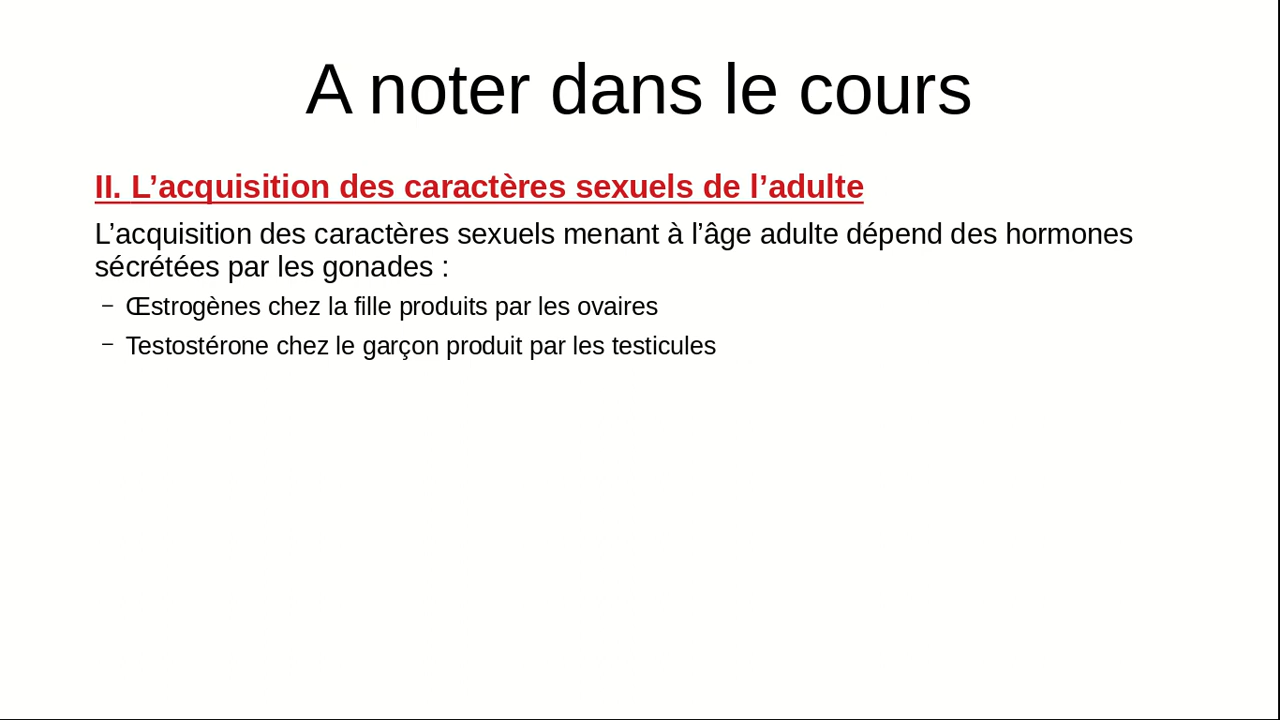 A noter dans le cours
II. L’acquisition des caractères sexuels de l’adulte
L’acquisition des caractères sexuels menant à l’âge adulte dépend des hormones
sécrétées par les gonades :
– Œstrogènes chez la fille produits par les ovaires
– Testostérone chez le garçon produit par les testicules